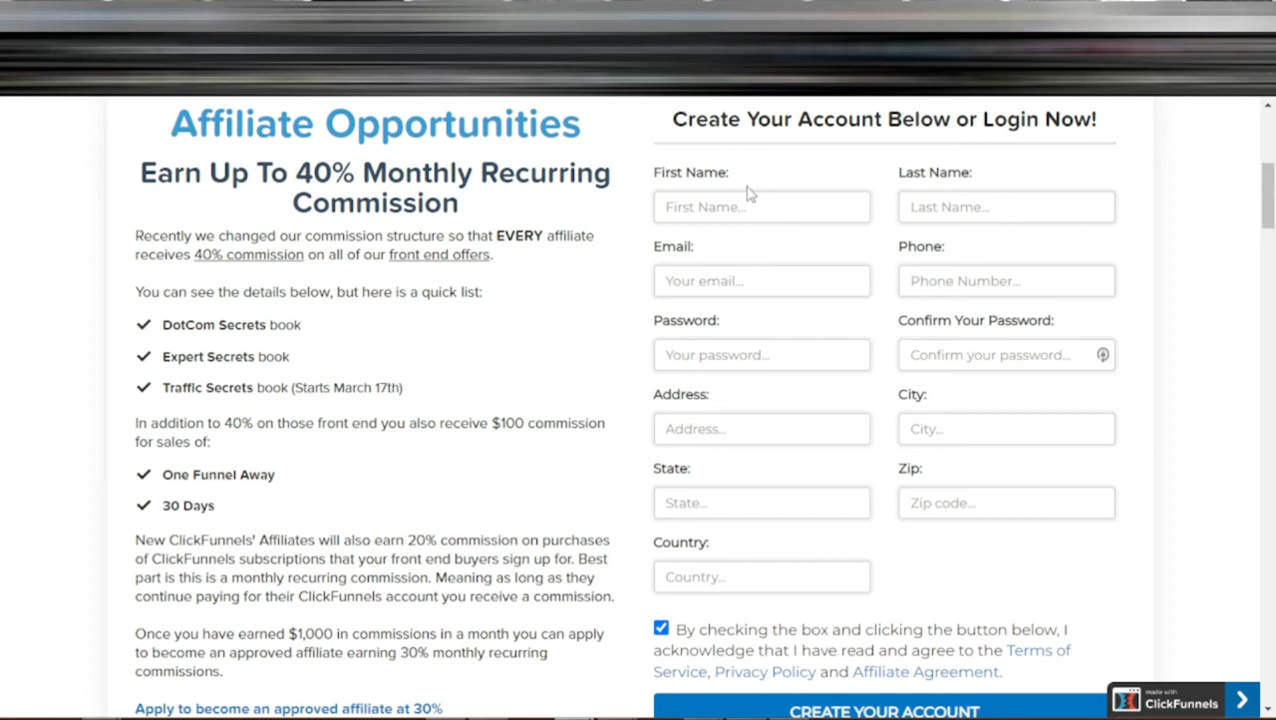 Affiliate Opportunities
Earn Up To 40% Monthly Recurring
Commission
Recently we changed our commission structure so that EVERY affiliate
receives 40% commission on all of our front end offers.
You can see the details below, but here is a quick list:
DotCom Secrets book
Expert Secrets book
Traffic Secrets book (Starts March 17th)
In addition to 40% on those front end you also receive $100 commission
for sales of:
One Funnel Away
30 Days
New ClickFunnels' Affiliates will also earn 20% commission on purchases
of ClickFunnels subscriptions that your front end buyers sign up for. Best
part is this is a monthly recurring commission. Meaning as long as they
continue paying for their ClickFunnels account you receive a commission.
Once you have earned $1,000 in commissions in a month you can apply
to become an approved affiliate earning 30% monthly recurring
commissions.
Apply to become an approved affiliate at 30%
Create Your Account Below or Login Now!
First Name: Last Name:
First Name... Last Name...
Email: Phone:
Your email... Phone Number...
Password: Confirm Your Password:
Your password... Confirm your password...
Address: City:
Address... City...
State: Zip:
State... Zip code...
Country:
Country...
By checking the box and clicking the button below, I
acknowledge that I have read and agree to the Terms of
Service, Privacy Policy and Affiliate Agreement.
CREATE YOUR ACCOUNT
made with
ClickFunnels